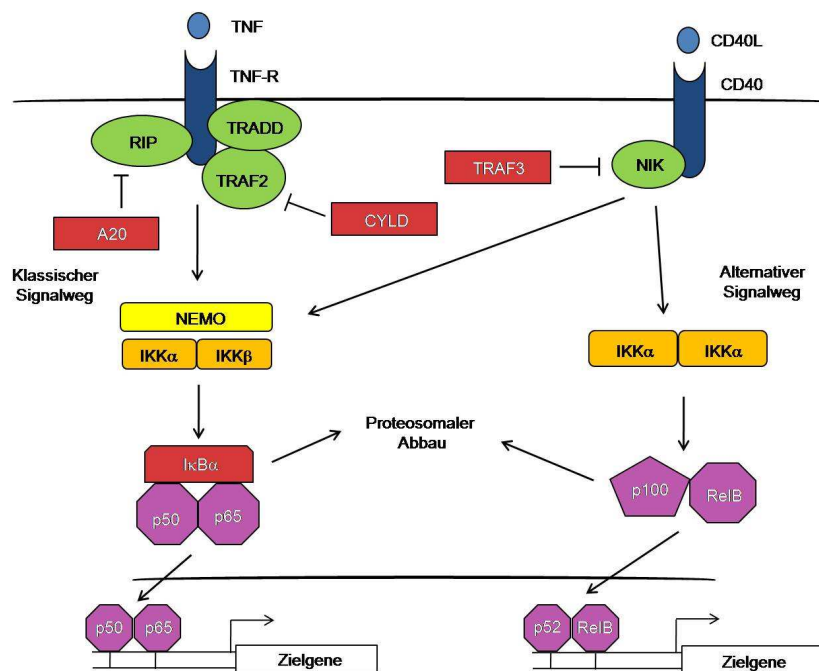 TNF
CD40L
TNF-R
CD40
RIP
TRADD
TRAF2
TRAF3
NIK
A20
CYLD
Klassischer
Signalweg
Alternativer
Signalweg
NEMO
IKKα IKKβ
IKKα IKKα
Proteosomaler
Abbau
IκBα
p50 p65
p100 RelB
p50 p65
p52 RelB
Zielgene
Zielgene